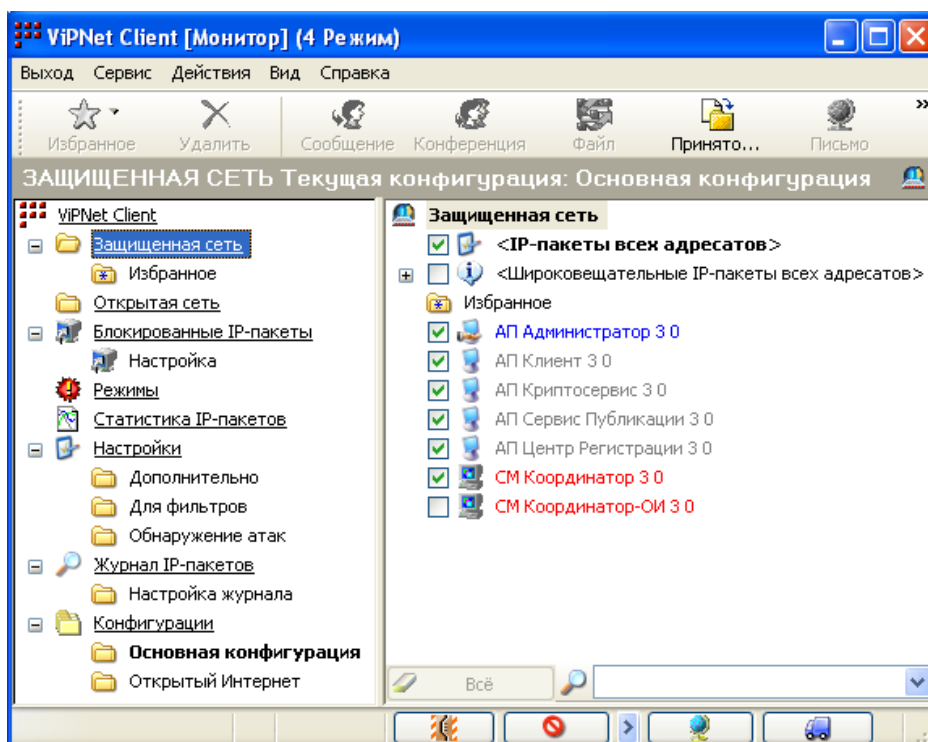 ViPNet Client [Монитор] (4 Режим)
Выход Сервис Действия Вид Справка
Избранное Удалить Сообщение Конференция Файл Принято... Письмо
ЗАЩИЩЕННАЯ СЕТЬ Текущая конфигурация: Основная конфигурация
ViPNet Client
Защищенная сеть
Избранное
Открытая сеть
Блокированные IP-пакеты
Настройка
Режимы
Статистика IP-пакетов
Настройки
Дополнительно
Для фильтров
Обнаружение атак
Журнал IP-пакетов
Настройка журнала
Конфигурации
Основная конфигурация
Открытый Интернет
Защищенная сеть
<IP-пакеты всех адресатов>
<Широковещательные IP-пакеты всех адресатов>
Избранное
АП Администратор 3 0
АП Клиент 3 0
АП Криптосервис 3 0
АП Сервис Публикации 3 0
АП Центр Регистрации 3 0
СМ Координатор 3 0
СМ Координатор-ОИ 3 0
Всё